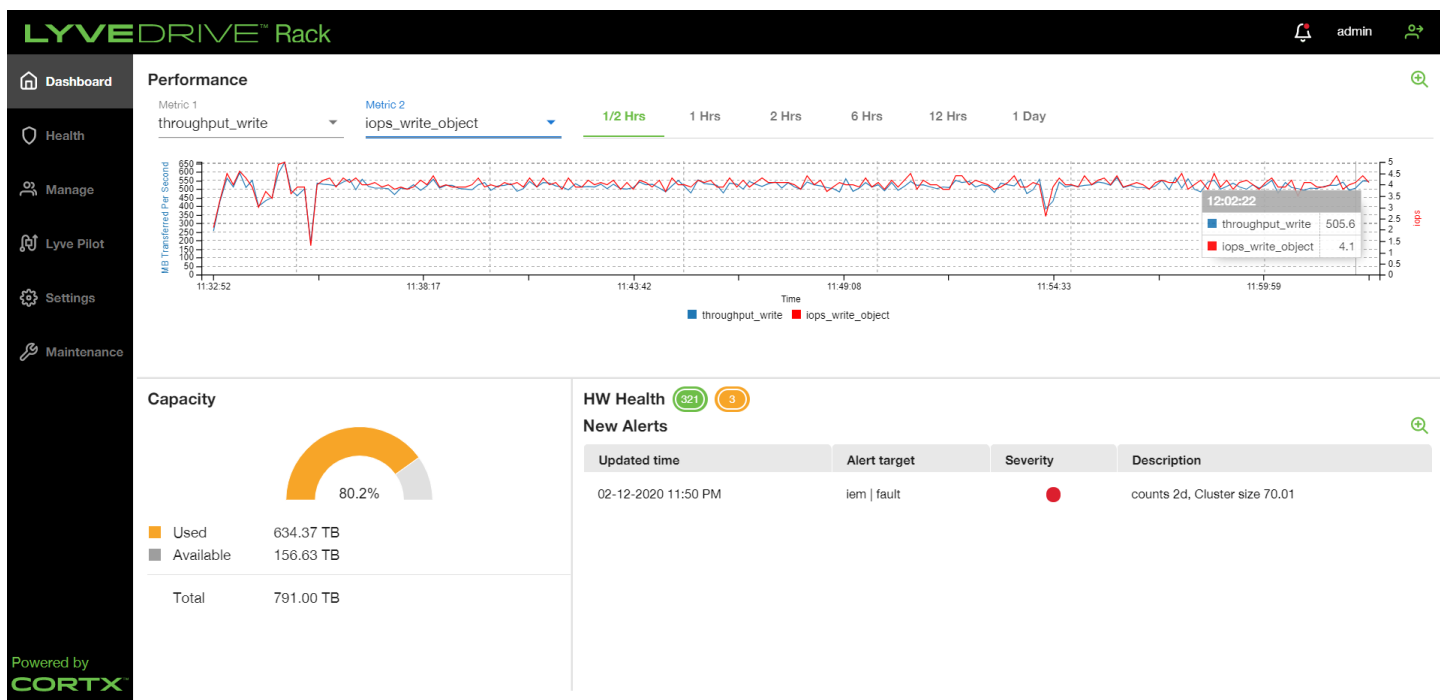 LYVEDRIVE™ Rack
admin
Dashboard
Health
Manage
Lyve Pilot
Settings
Maintenance
Powered by
CORTX™
Performance
Metric 1
throughput_write
Metric 2
iops_write_object
1/2 Hrs 1 Hrs 2 Hrs 6 Hrs 12 Hrs 1 Day
MB Transferred Per Second
650
600
550
500
450
400
350
300
250
200
150
100
50
0
5
4.5
4
3.5
3
2.5
2
1.5
1
0.5
0
iops
12:02:22
throughput_write 505.6
iops_write_object 4.1
11:32:52 11:38:17 11:43:42 11:49:08 11:54:33 11:59:59
Time
throughput_write iops_write_object
Capacity
80.2%
Used 634.37 TB
Available 156.63 TB
Total 791.00 TB
HW Health 321 3
New Alerts
Updated time Alert target Severity Description
02-12-2020 11:50 PM iem | fault counts 2d, Cluster size 70.01